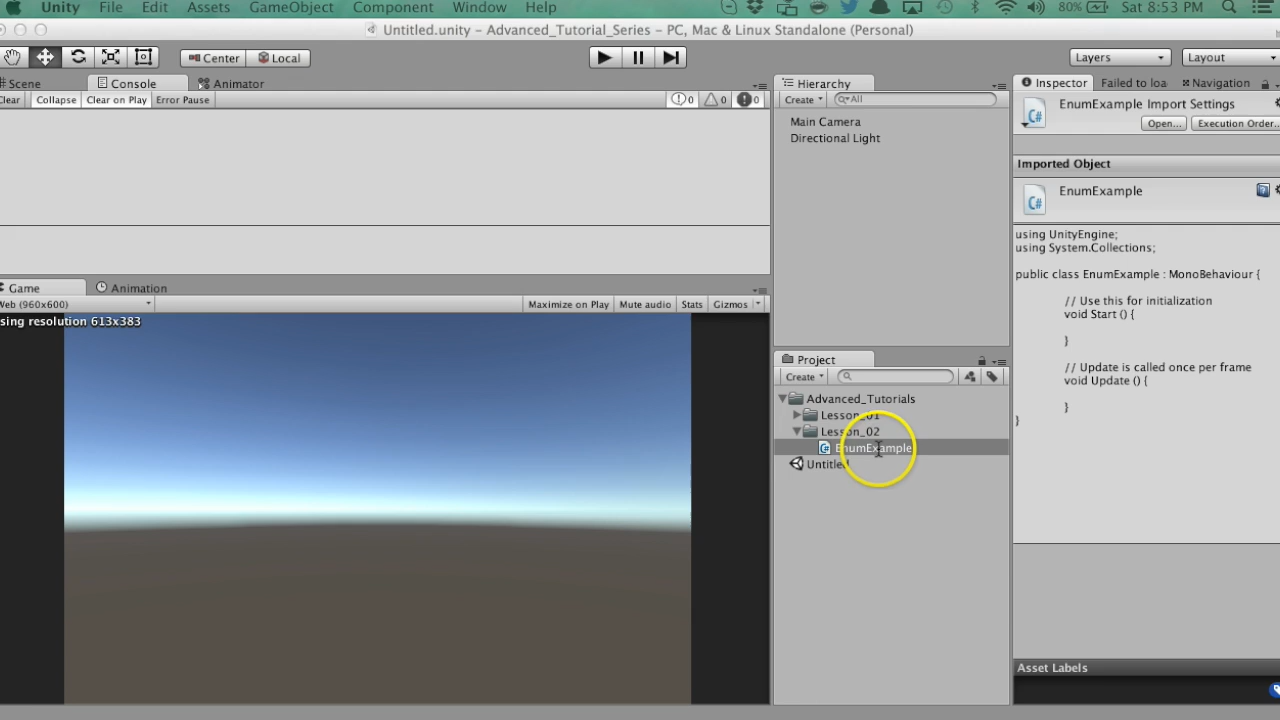 Unity File Edit Assets GameObject Component Window Help 80% Sat 8:53 PM
Untitled.unity - Advanced_Tutorial_Series - PC, Mac & Linux Standalone (Personal)
Center Local Layers Layout
Scene Console Animator
Clear Collapse Clear on Play Error Pause 0 0 0
Game Animation
Web (960x600) Maximize on Play Mute audio Stats Gizmos
sing resolution 613x383
Hierarchy
Create All
Main Camera
Directional Light
Project
Create
Advanced_Tutorials
Lesson_01
Lesson_02
C# EnumExample
Untitled
Inspector Failed to loa Navigation
C# EnumExample Import Settings
Open... Execution Order..
Imported Object
C# EnumExample
using UnityEngine;
using System.Collections;
public class EnumExample : MonoBehaviour {
// Use this for initialization
void Start () {
}
// Update is called once per frame
void Update () {
}
}
Asset Labels